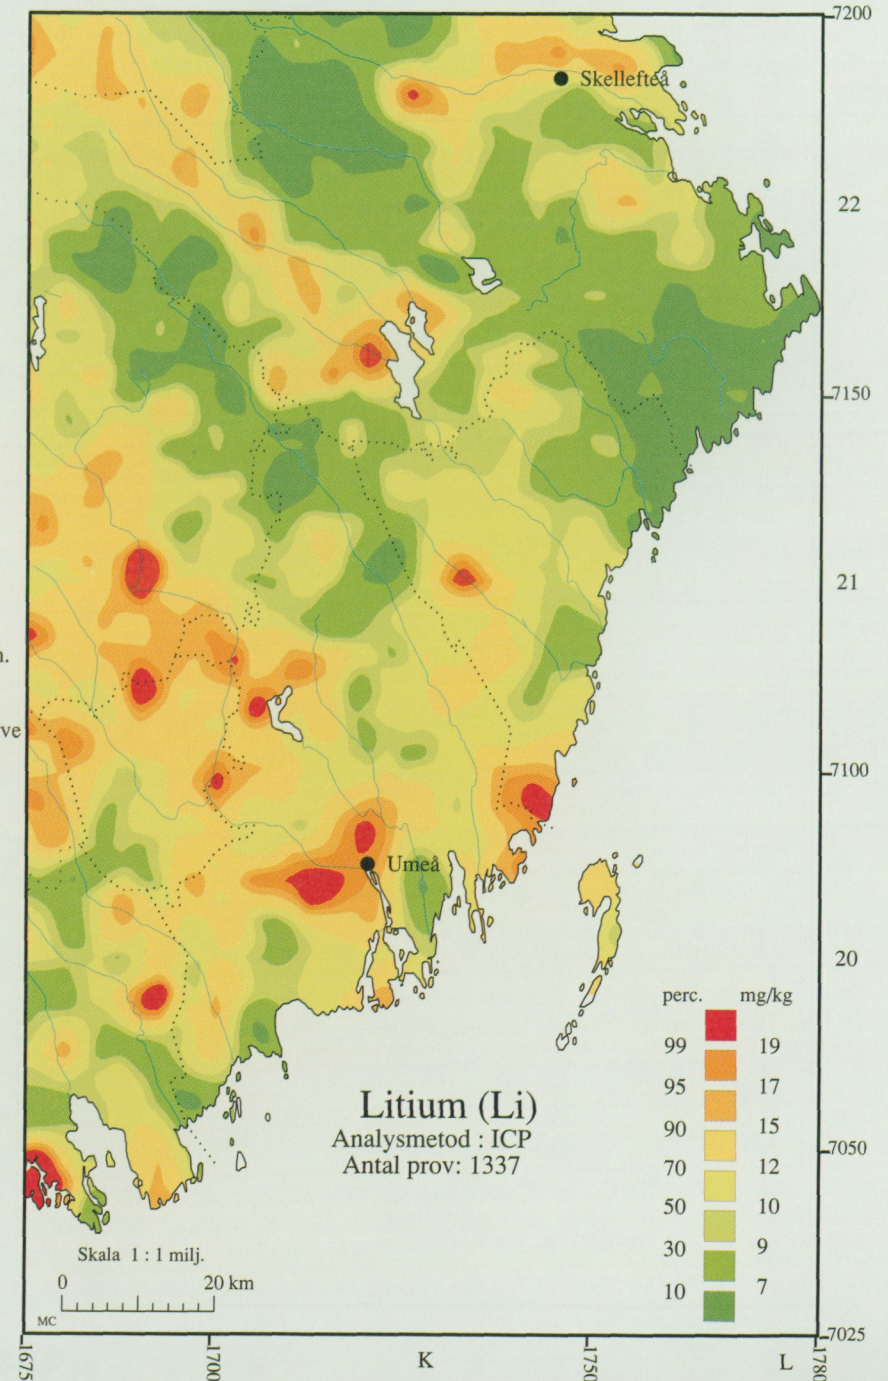 7200
Skellefteå
22
7150
21
n.
ve
7100
Umeå
20
perc. mg/kg
99 19
95 17
90 15
70 12
50 10
30 9
10 7
Litium (Li)
Analysmetod : ICP
Antal prov: 1337
7050
Skala 1 : 1 milj.
0 20 km
MC
7025
1675 1700 K 1750 L 1780